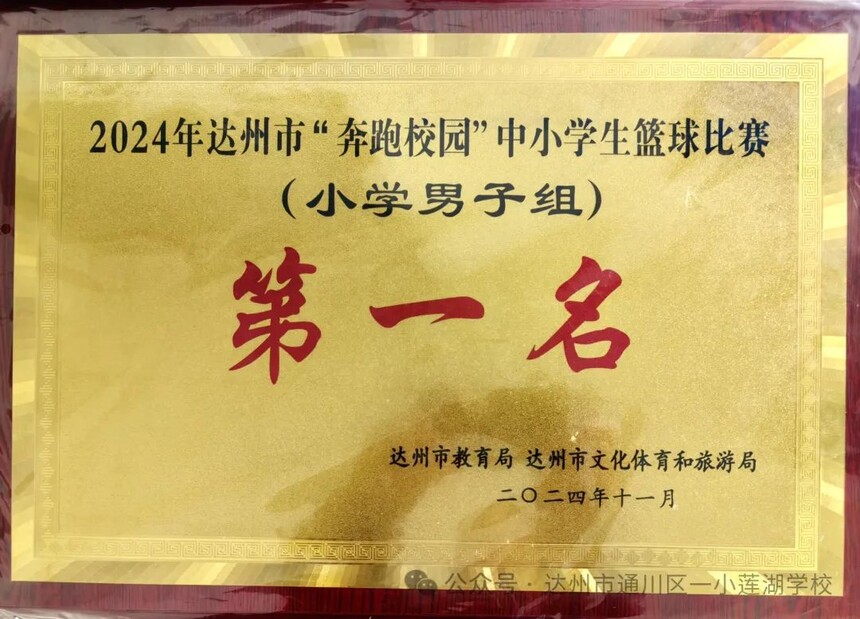 2024年达州市“奔跑校园”中小学生篮球比赛
（小学男子组）
第一名
达州市教育局 达州市文化体育和旅游局
二〇二四年十一月
公众号·达州市通川区一小莲湖学校